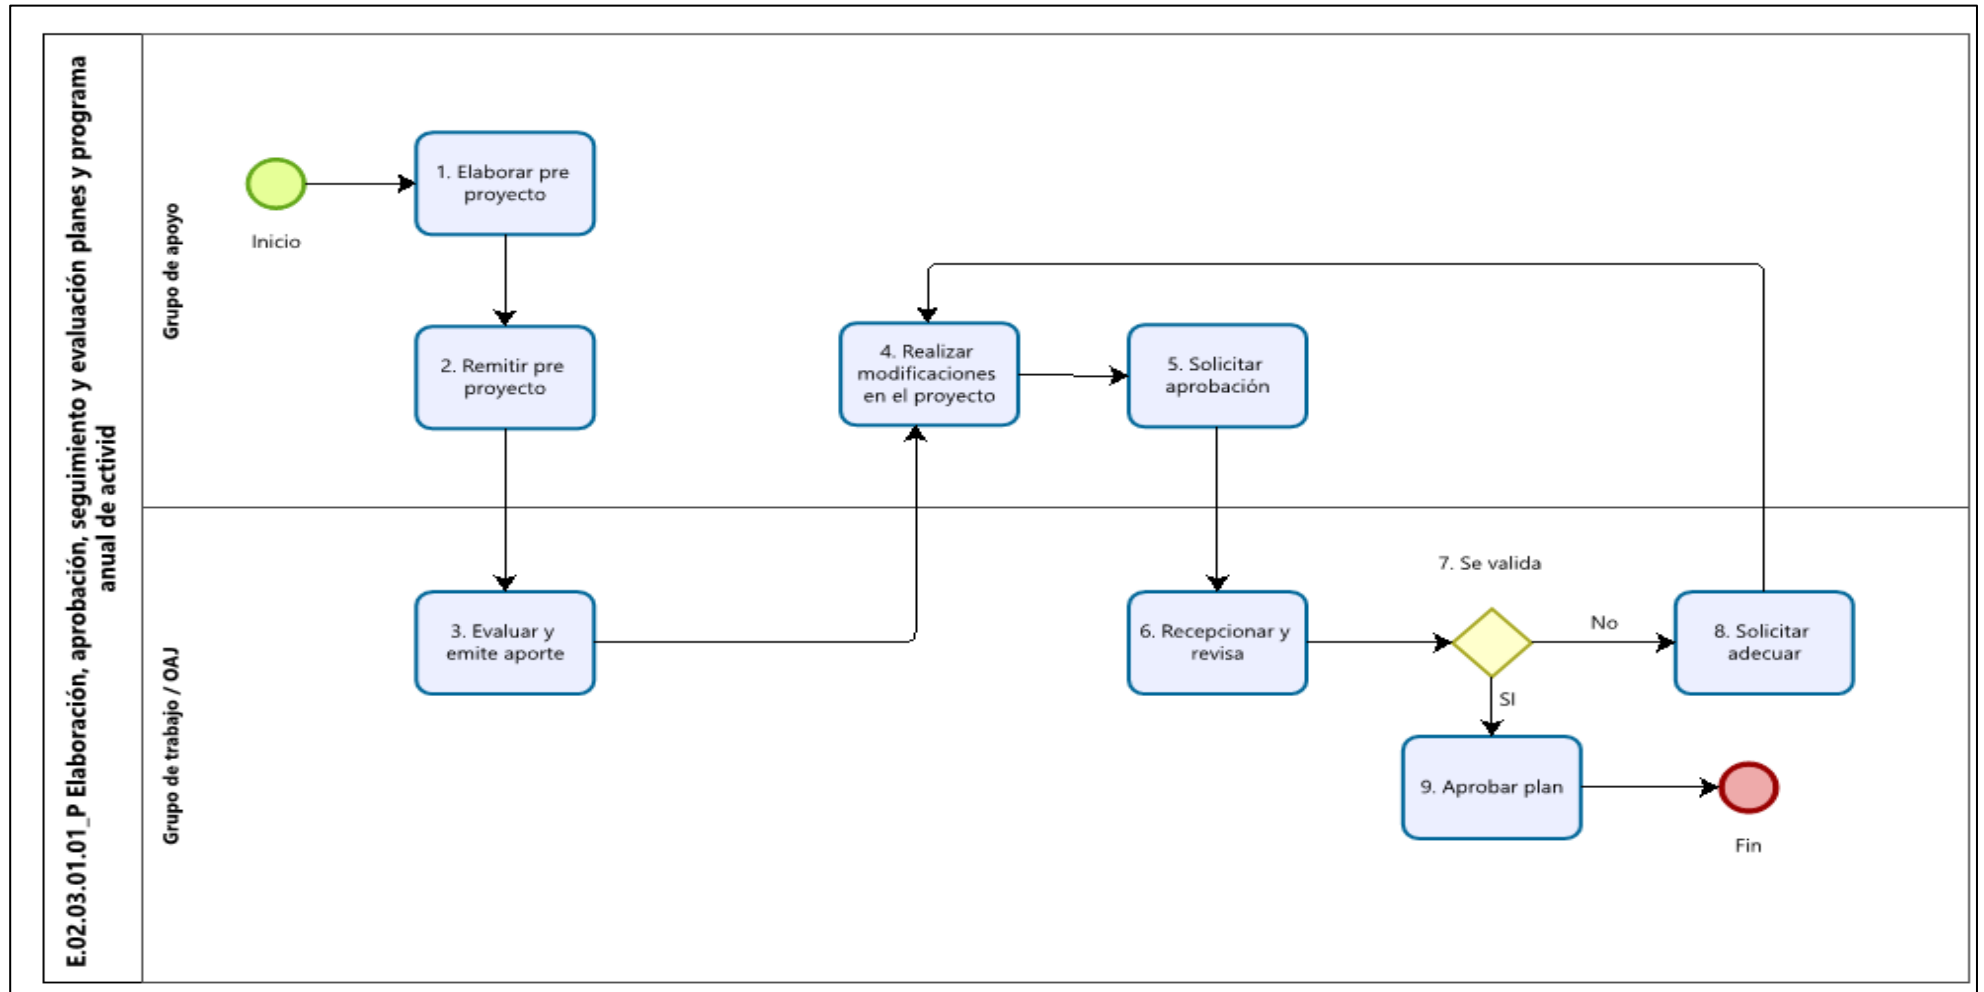 E.02.03.01.01_P Elaboración, aprobación, seguimiento y evaluación planes y programa
anual de activid
Grupo de apoyo
Inicio
1. Elaborar pre
proyecto
2. Remitir pre
proyecto
4. Realizar
modificaciones
en el proyecto
5. Solicitar
aprobación
Grupo de trabajo / OAJ
3. Evaluar y
emite aporte
6. Recepcionar y
revisa
7. Se valida
No
8. Solicitar
adecuar
SI
9. Aprobar plan
Fin